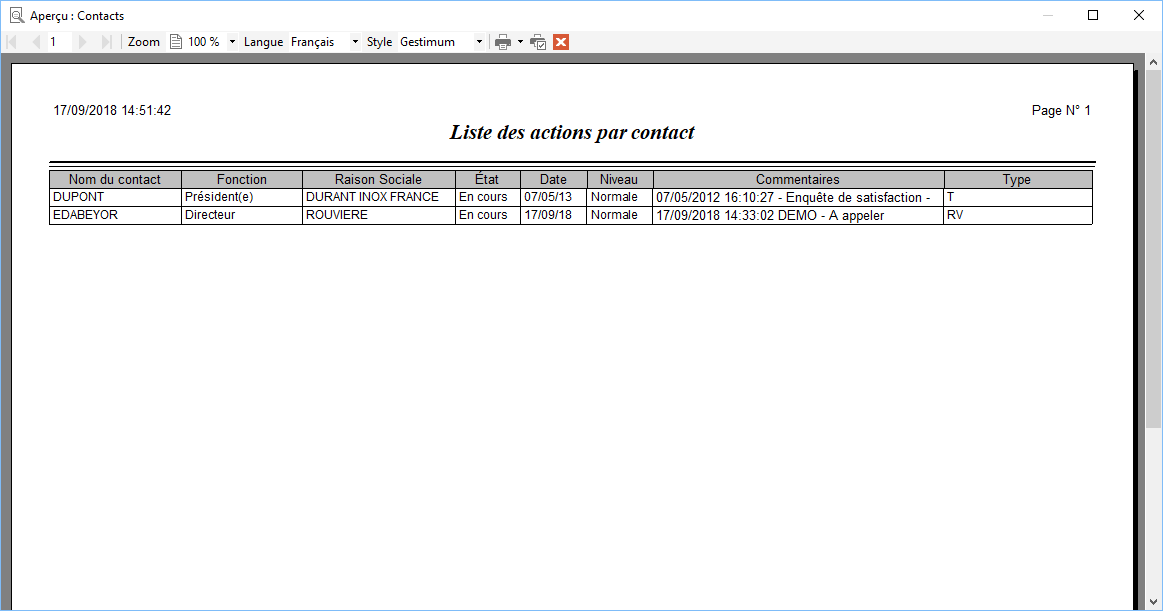 Aperçu : Contacts
1 Zoom 100 % Langue Français Style Gestimum
17/09/2018 14:51:42 Page N° 1
Liste des actions par contact
Nom du contact Fonction Raison Sociale État Date Niveau Commentaires Type
DUPONT Président(e) DURANT INOX FRANCE En cours 07/05/13 Normale 07/05/2012 16:10:27 - Enquête de satisfaction - T
EDABEYOR Directeur ROUVIERE En cours 17/09/18 Normale 17/09/2018 14:33:02 DEMO - A appeler RV